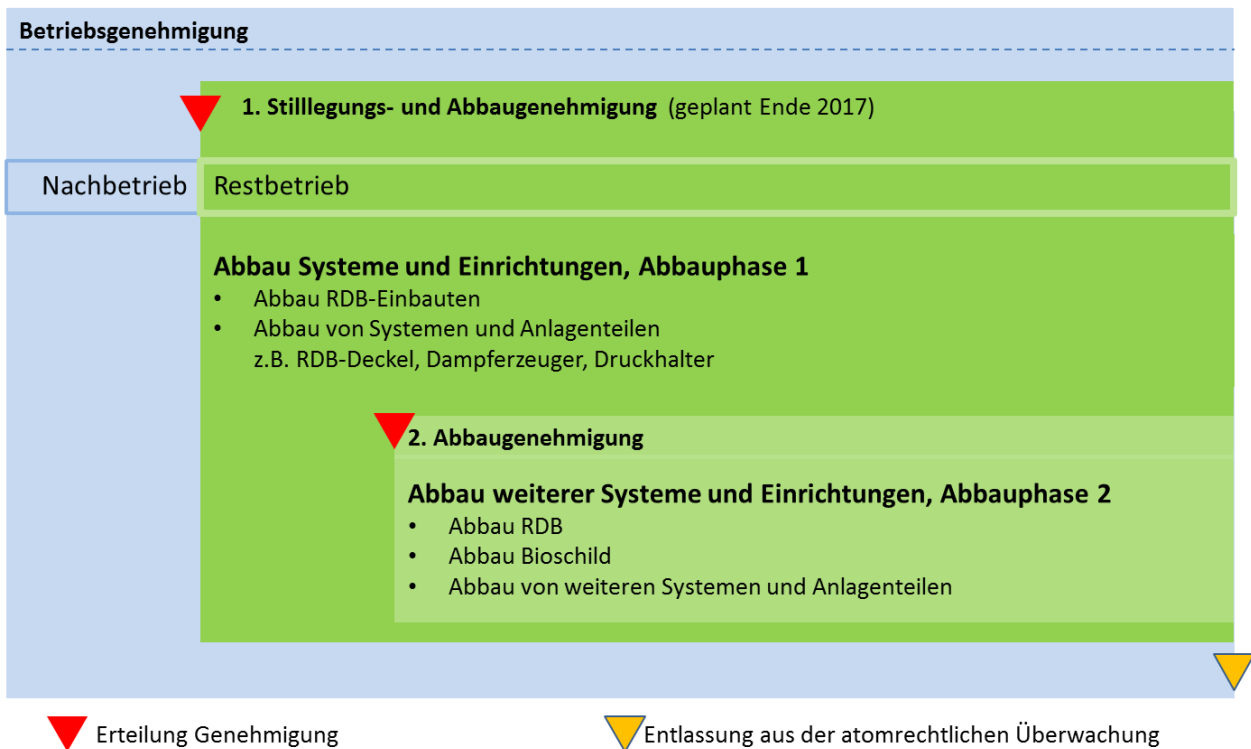 Betriebsgenehmigung
1. Stilllegungs- und Abbaugenehmigung (geplant Ende 2017)
Nachbetrieb
Restbetrieb
Abbau Systeme und Einrichtungen, Abbauphase 1
• Abbau RDB-Einbauten
• Abbau von Systemen und Anlagenteilen
z.B. RDB-Deckel, Dampferzeuger, Druckhalter
2. Abbaugenehmigung
Abbau weiterer Systeme und Einrichtungen, Abbauphase 2
• Abbau RDB
• Abbau Bioschild
• Abbau von weiteren Systemen und Anlagenteilen
Erteilung Genehmigung
Entlassung aus der atomrechtlichen Überwachung